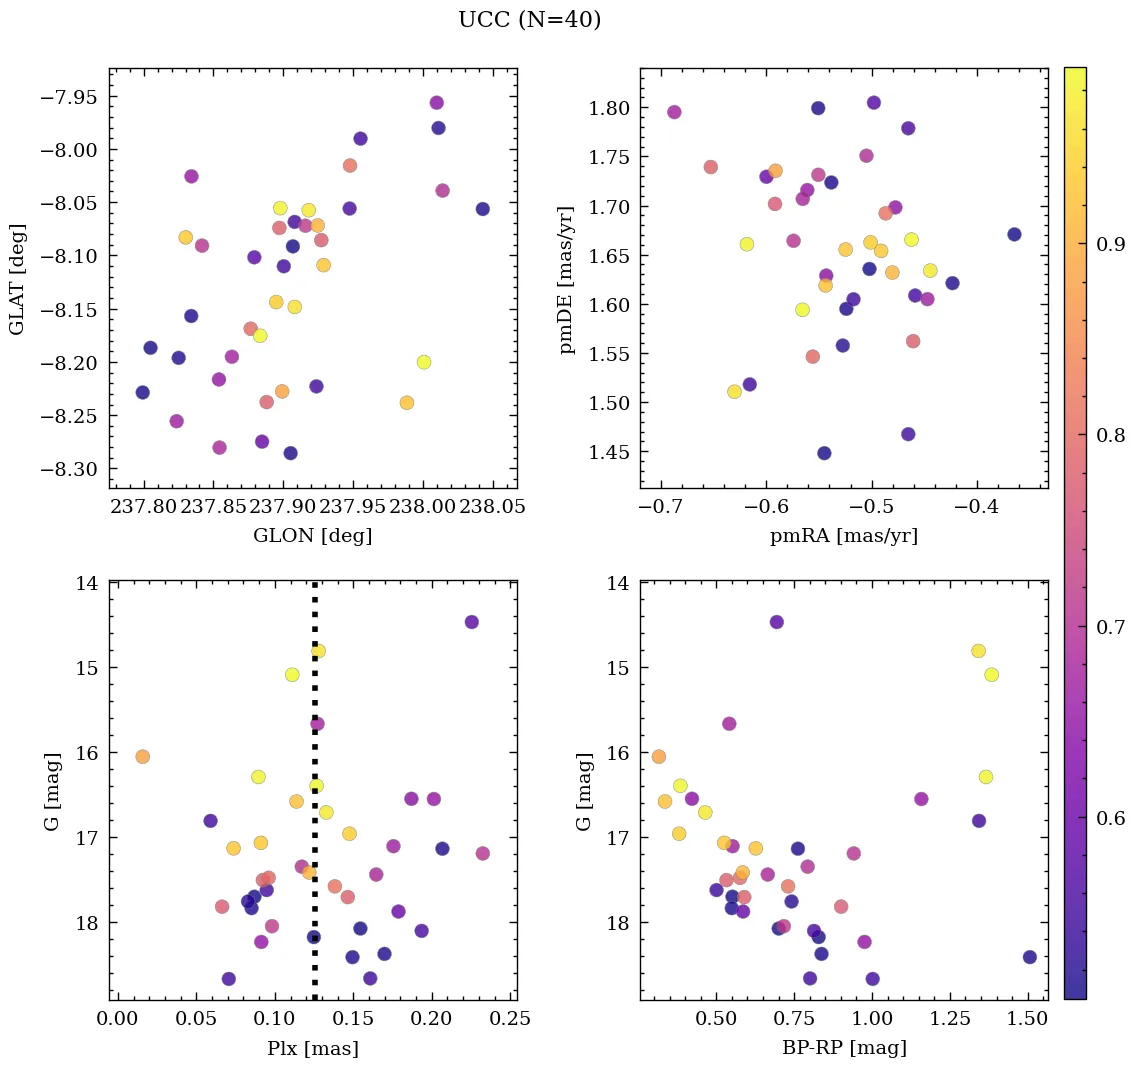 UCC (N=40)
−7.95
−8.00
−8.05
−8.10
−8.15
−8.20
−8.25
−8.30
GLAT [deg]
237.80 237.85 237.90 237.95 238.00 238.05
GLON [deg]
1.80
1.75
1.70
1.65
1.60
1.55
1.50
1.45
pmDE [mas/yr]
−0.7 −0.6 −0.5 −0.4
pmRA [mas/yr]
14
15
16
17
18
G [mag]
0.00 0.05 0.10 0.15 0.20 0.25
Plx [mas]
16
17
18
14
15
G [mag]
0.50 0.75 1.00 1.25 1.50
BP-RP [mag]
0.9
0.8
0.7
0.6